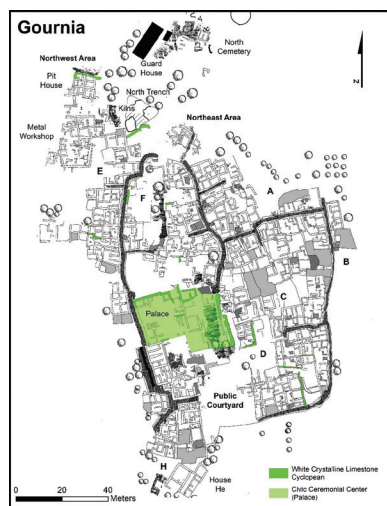 Gournia
North
Cemetery
Guard
House
Northwest Area
Pit
House
North Trench
Kilns
Northeast Area
Metal
Workshop
E
F
A
B
C
Palace
D
Public
Courtyard
H
House
He
White Crystalline Limestone
Cyclopean
Civic Ceremonial Center
(Palace)
0 20 40
Meters
N